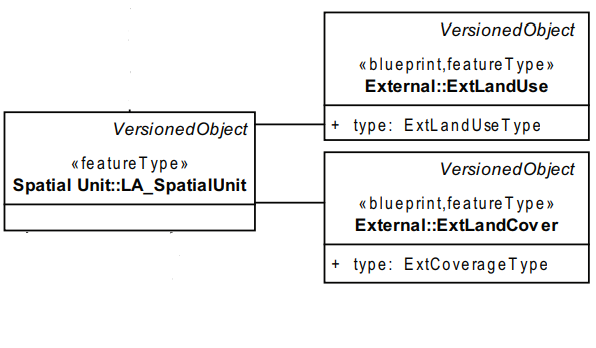 VersionedObject
«blueprint,featureType»
External::ExtLandUse
+ type: ExtLandUseType
VersionedObject
«featureType»
Spatial Unit::LA_SpatialUnit
VersionedObject
«blueprint,featureType»
External::ExtLandCover
+ type: ExtCoverageType